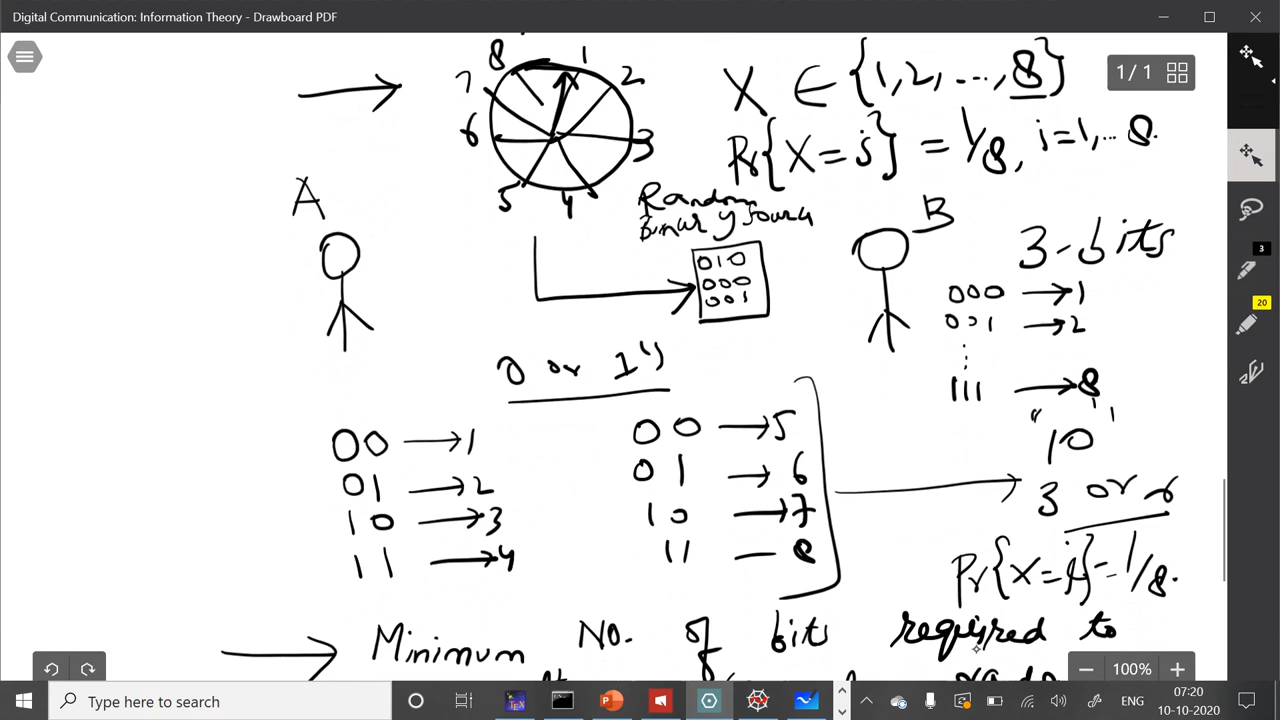 Digital Communication: Information Theory - Drawboard PDF
1/1
8 1
7 2
6 3
5 4
X ∈ {1,2,...,8}
Pr{X=i} = 1/8, i=1,...8.
A
Random
Binary
B
3-bits
010
000
001
000 → 1
001 → 2
⋮
111 → 8
0 or 1's
00 → 1
01 → 2
10 → 3
11 → 4
00 → 5
01 → 6
10 → 7
11 — 8
"10"
3 or
Pr{X=i} = 1/8.
→ Minimum No. of bits required to
100%
3
20
Type here to search
ENG
07:20
10-10-2020